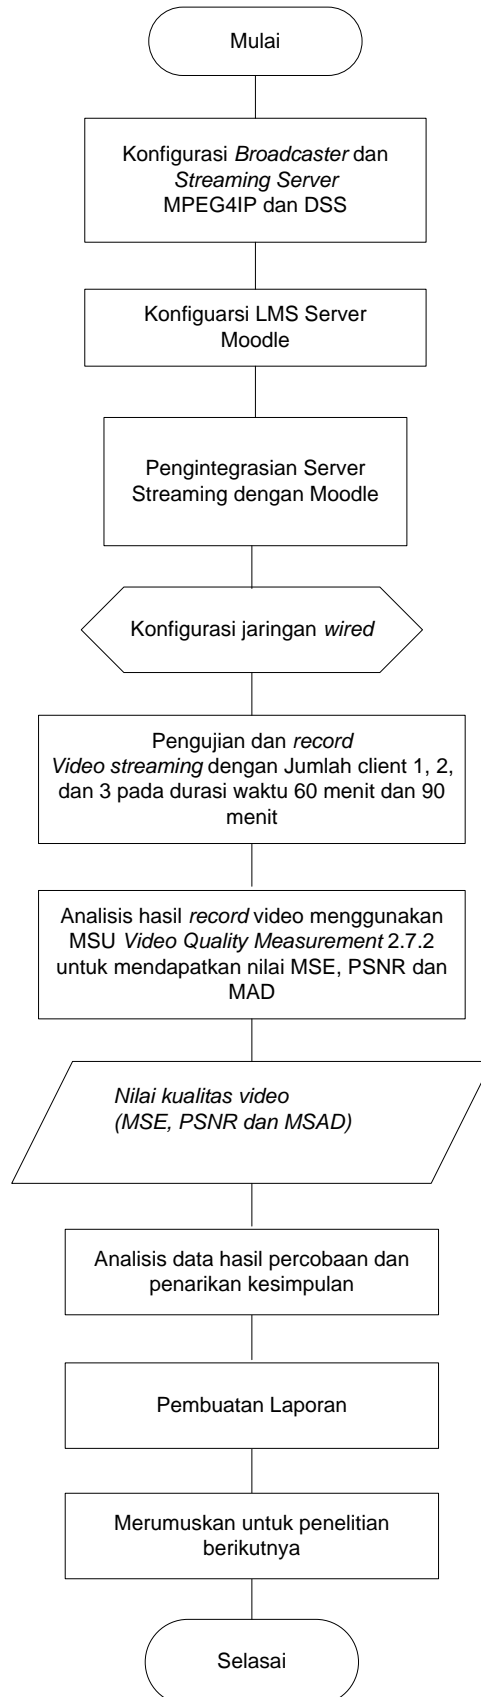 Mulai
Konfigurasi Broadcaster dan
Streaming Server
MPEG4IP dan DSS
Konfiguarsi LMS Server
Moodle
Pengintegrasian Server
Streaming dengan Moodle
Konfigurasi jaringan wired
Pengujian dan record
Video streaming dengan Jumlah client 1, 2,
dan 3 pada durasi waktu 60 menit dan 90
menit
Analisis hasil record video menggunakan
MSU Video Quality Measurement 2.7.2
untuk mendapatkan nilai MSE, PSNR dan
MAD
Nilai kualitas video
(MSE, PSNR dan MSAD)
Analisis data hasil percobaan dan
penarikan kesimpulan
Pembuatan Laporan
Merumuskan untuk penelitian
berikutnya
Selasai